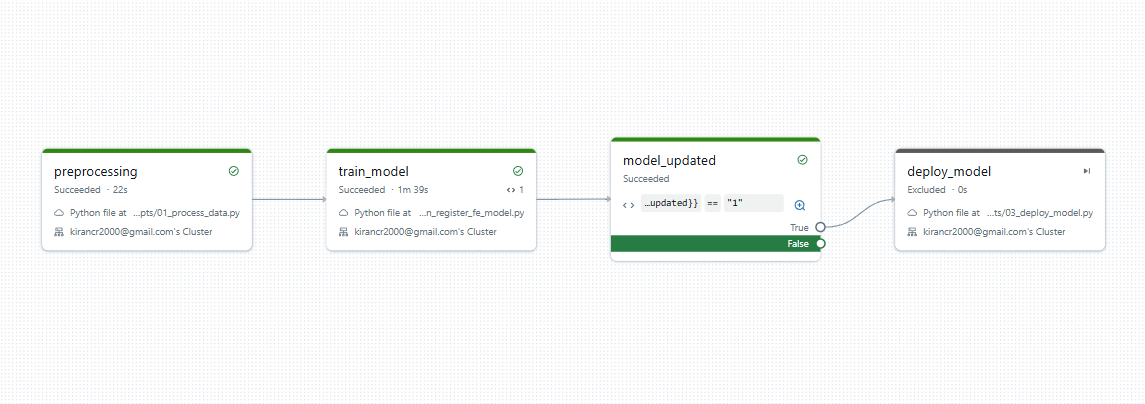 preprocessing
Succeeded · 22s
Python file at ...pts/01_process_data.py
kirancr2000@gmail.com's Cluster
train_model
Succeeded · 1m 39s
1
Python file at ...n_register_fe_model.py
kirancr2000@gmail.com's Cluster
model_updated
Succeeded
...updated}} == "1"
True
False
deploy_model
Excluded · 0s
Python file at ...ts/03_deploy_model.py
kirancr2000@gmail.com's Cluster